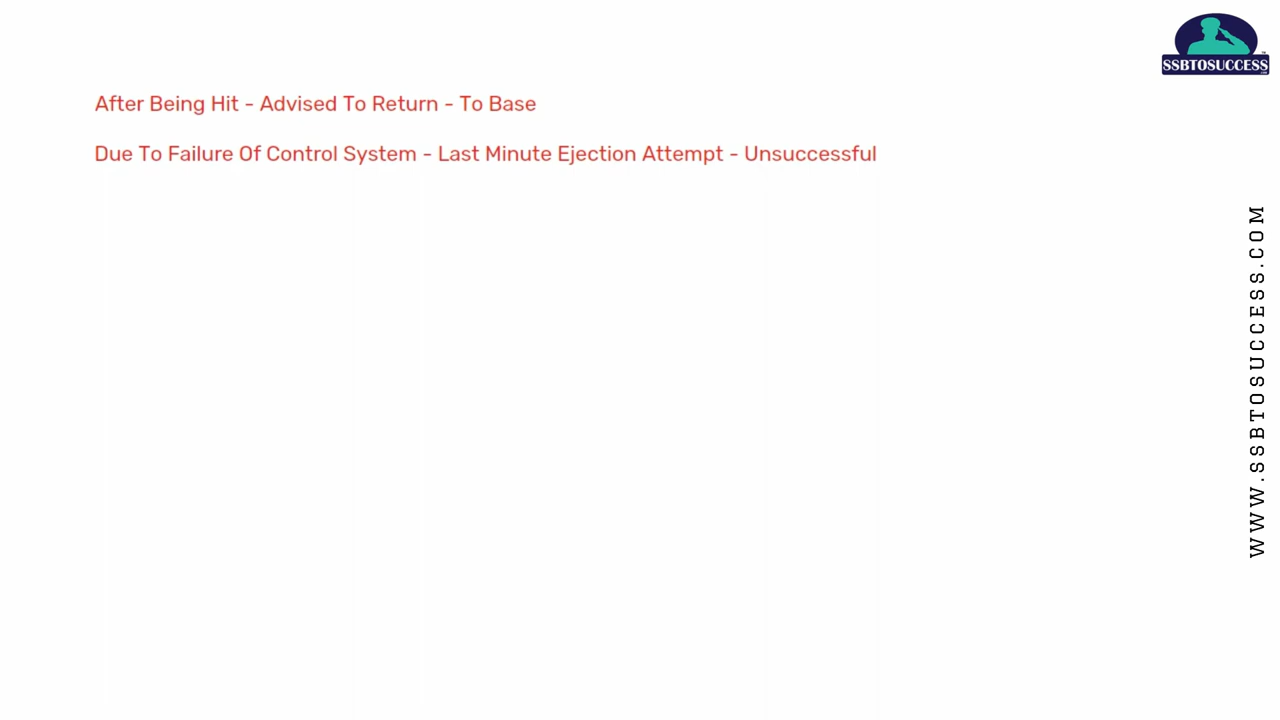 SSBTOSUCCESS
After Being Hit - Advised To Return - To Base
Due To Failure Of Control System - Last Minute Ejection Attempt - Unsuccessful
WWW.SSBTOSUCCESS.COM